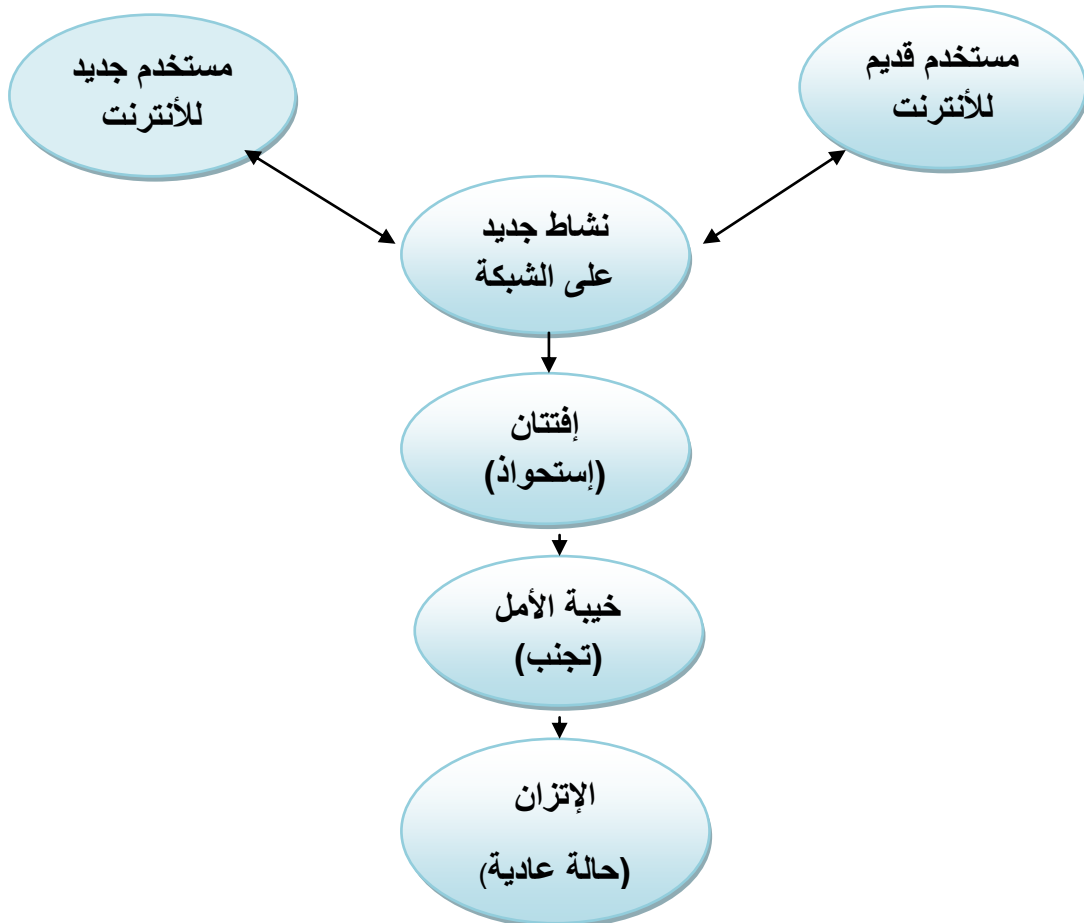 مستخدم قديم
للأنترنت
مستخدم جديد
للأنترنت
نشاط جديد
على الشبكة
إفتتان
(إستحواذ)
خيبة الأمل
(تجنب)
الإتزان
(حالة عادية)